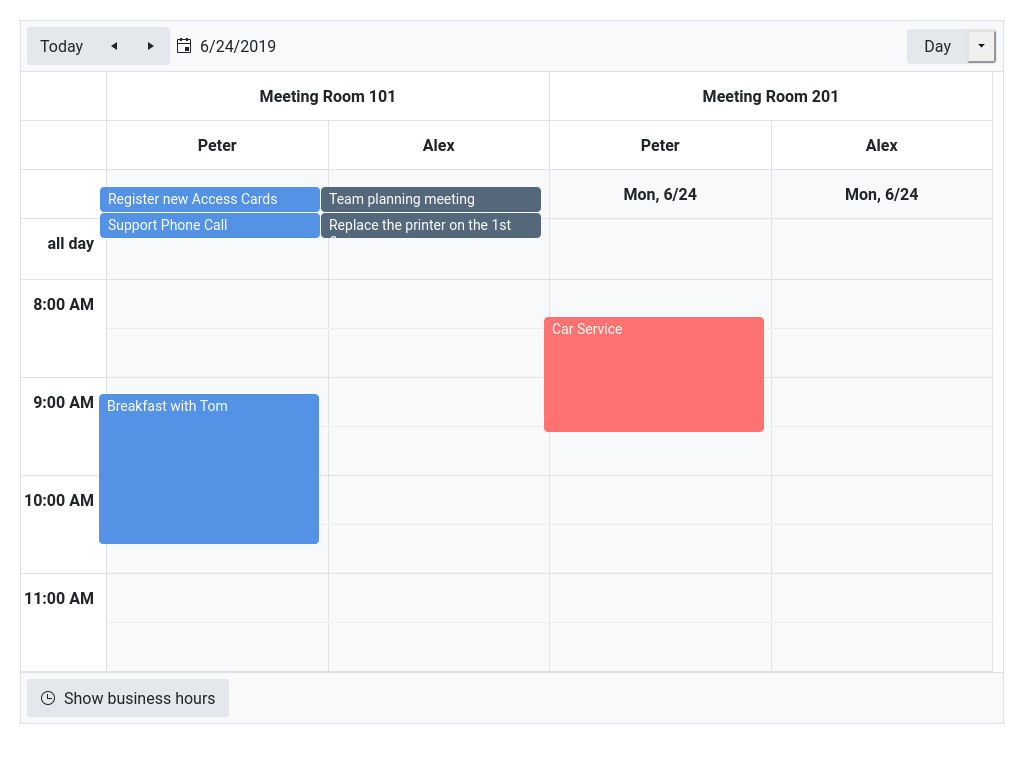 Today
6/24/2019
Day
Meeting Room 101
Meeting Room 201
Peter
Alex
Peter
Alex
Register new Access Cards
Team planning meeting
Mon, 6/24
Mon, 6/24
Support Phone Call
Replace the printer on the 1st
all day
8:00 AM
Car Service
9:00 AM
Breakfast with Tom
10:00 AM
11:00 AM
Show business hours